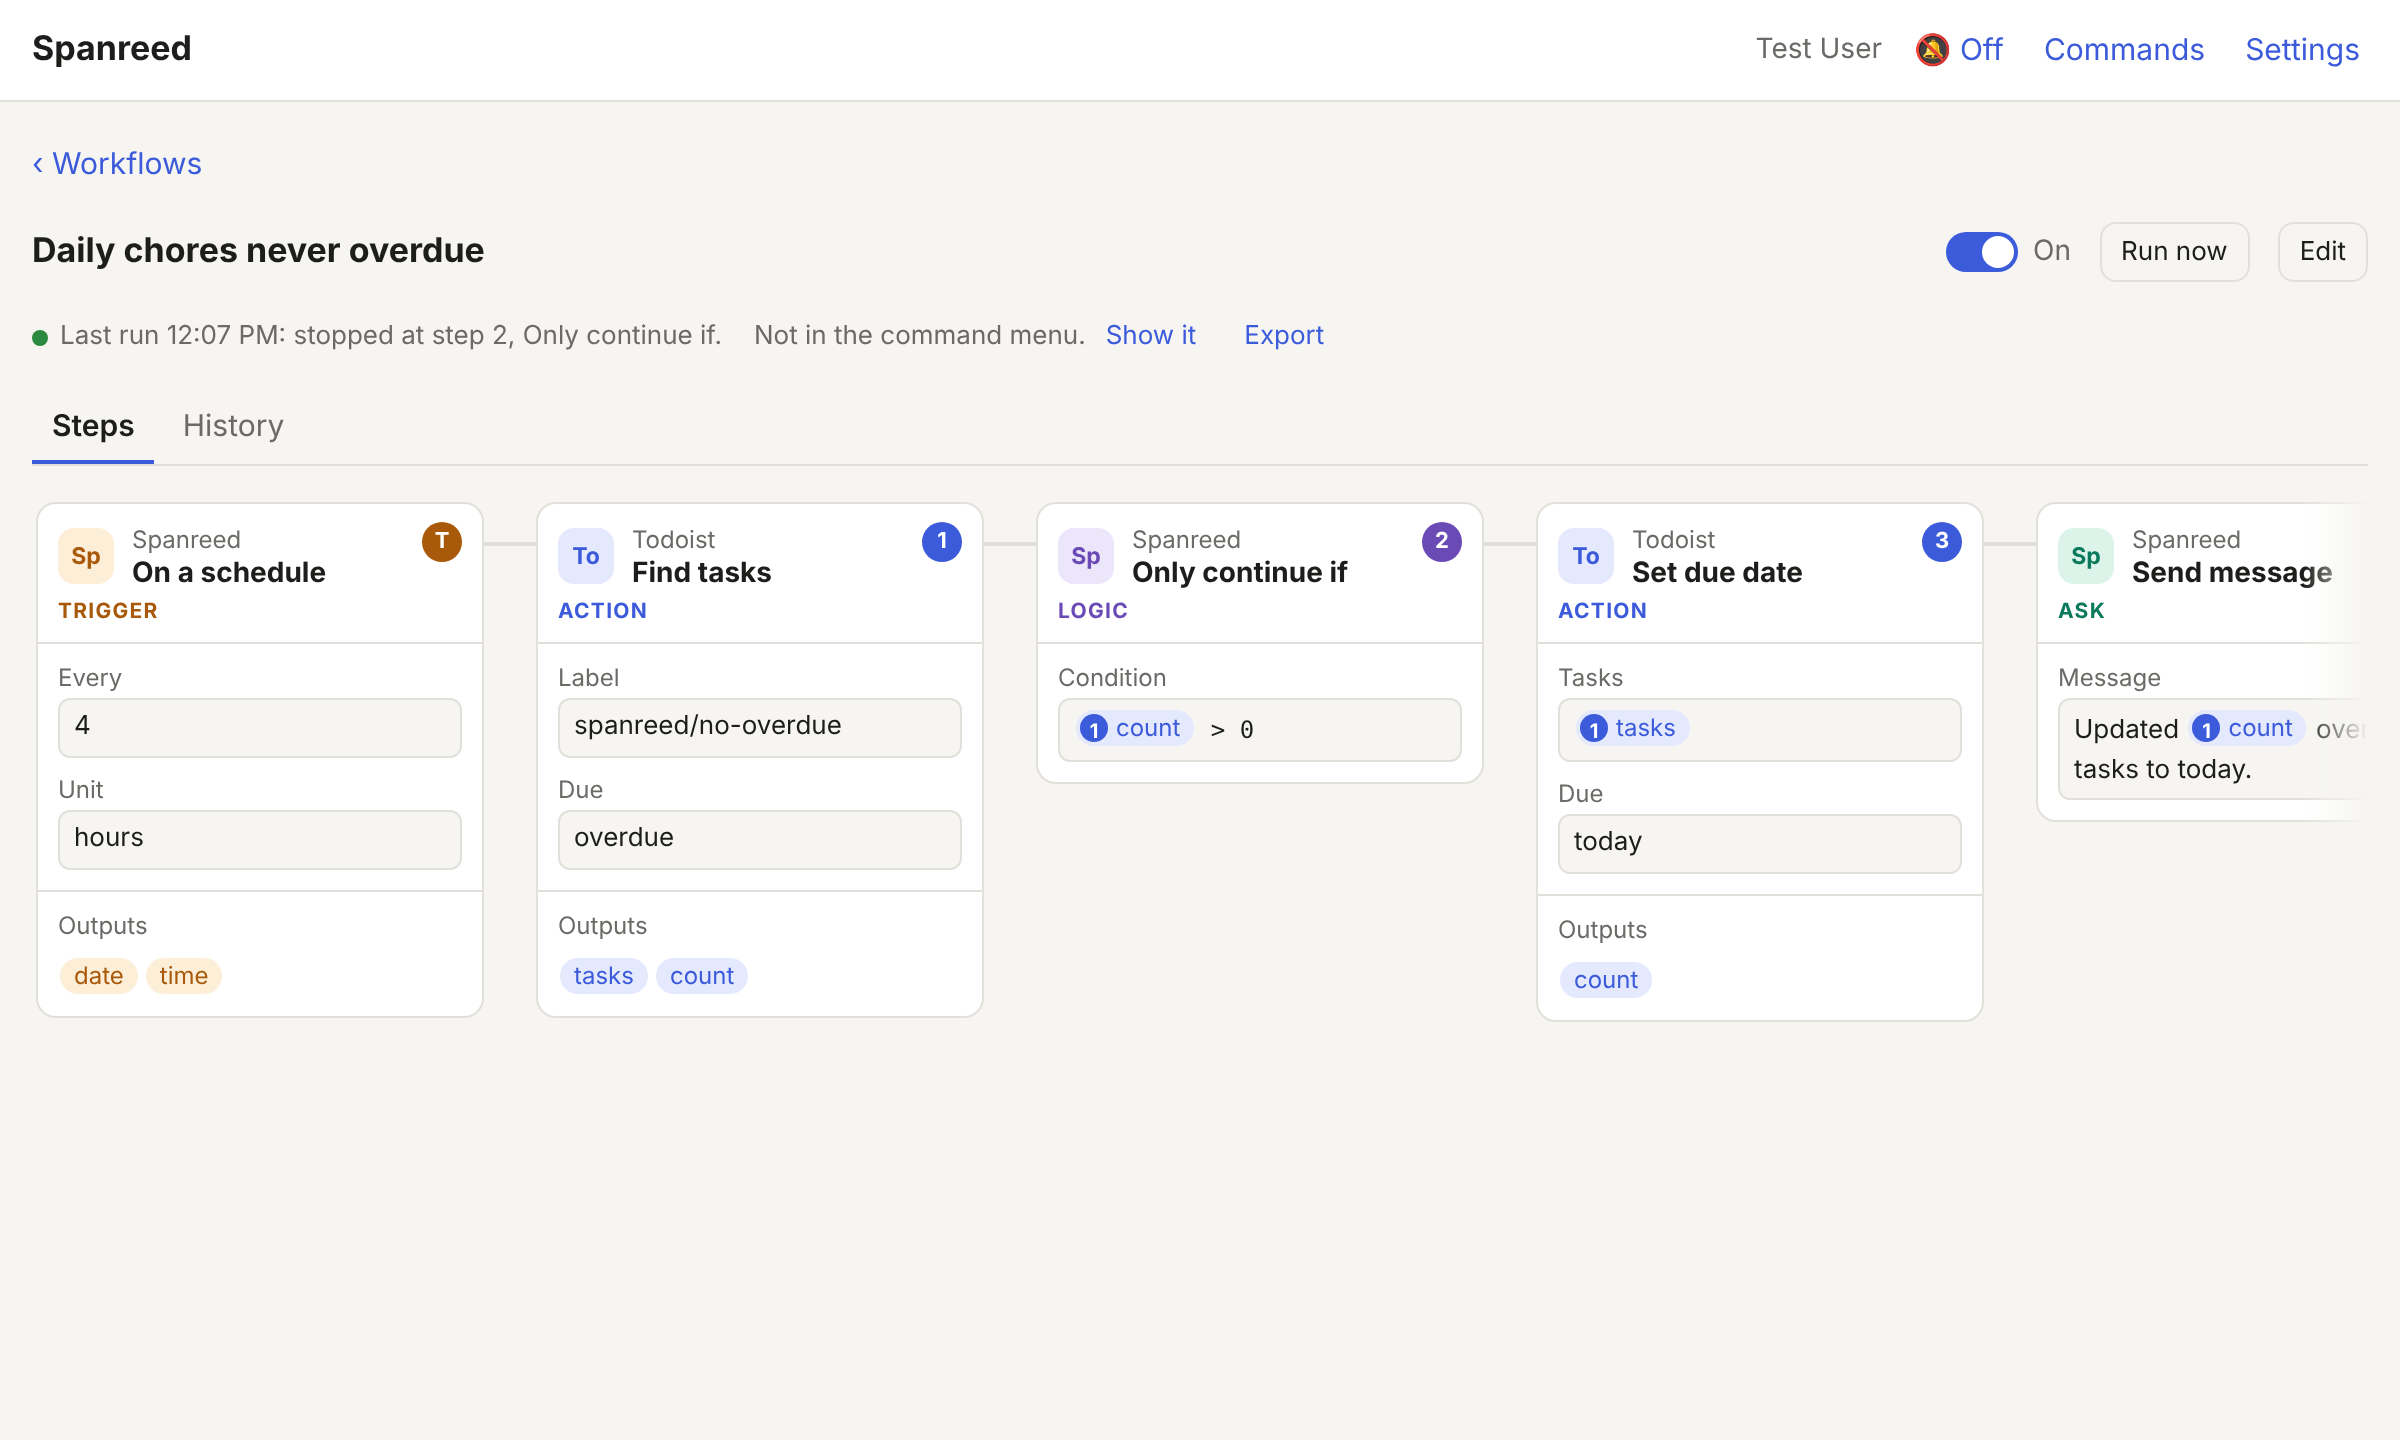 Spanreed
Test User
Off
Commands
Settings
‹ Workflows
Daily chores never overdue
On
Run now
Edit
Last run 12:07 PM: stopped at step 2, Only continue if.
Not in the command menu.
Show it
Export
Steps
History
Sp
Spanreed
On a schedule
T
TRIGGER
Every
4
Unit
hours
Outputs
date
time
To
Todoist
Find tasks
1
ACTION
Label
spanreed/no-overdue
Due
overdue
Outputs
tasks
count
Sp
Spanreed
Only continue if
2
LOGIC
Condition
1 count > 0
To
Todoist
Set due date
3
ACTION
Tasks
1 tasks
Due
today
Outputs
count
Sp
Spanreed
Send message
ASK
Message
Updated 1 count
tasks to today.